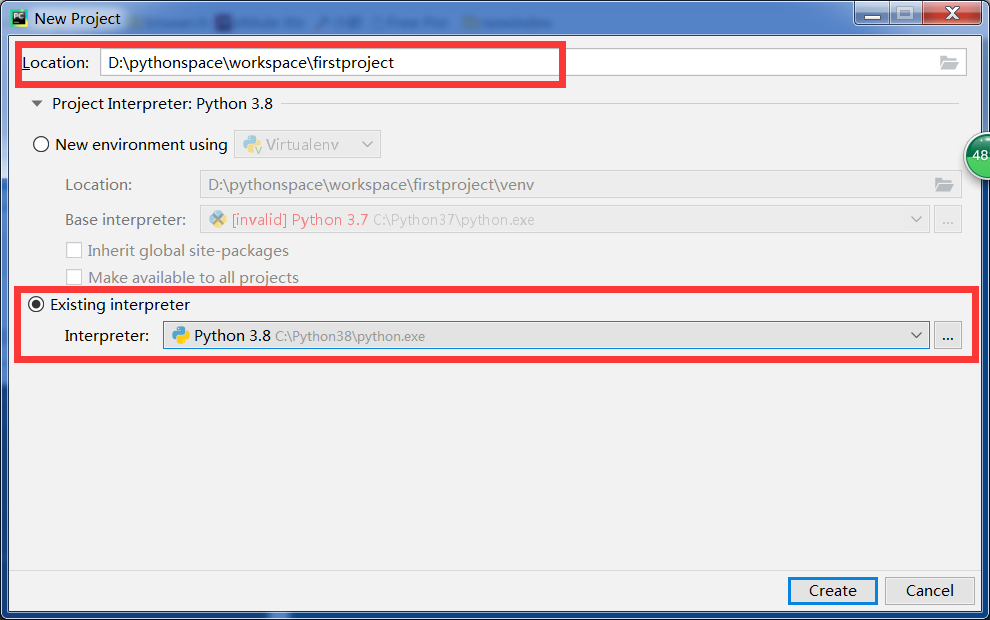 PC New Project
Location: D:\pythonspace\workspace\firstproject
Project Interpreter: Python 3.8
New environment using Virtualenv
Location: D:\pythonspace\workspace\firstproject\venv
48
Base interpreter: [invalid] Python 3.7 C:\Python37\python.exe ...
Inherit global site-packages
Make available to all projects
Existing interpreter
Interpreter: Python 3.8 C:\Python38\python.exe ...
Create Cancel